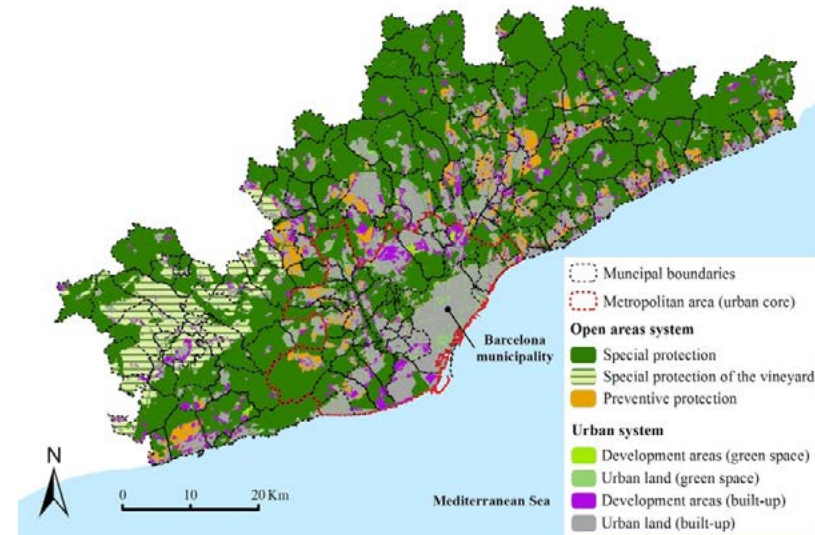 Muncipal boundaries
Metropolitan area (urban core)
Open areas system
Special protection
Special protection of the vineyard
Preventive protection
Urban system
Development areas (green space)
Urban land (green space)
Development areas (built-up)
Urban land (built-up)
Barcelona
municipality
N
0 10 20 Km
Mediterranean Sea